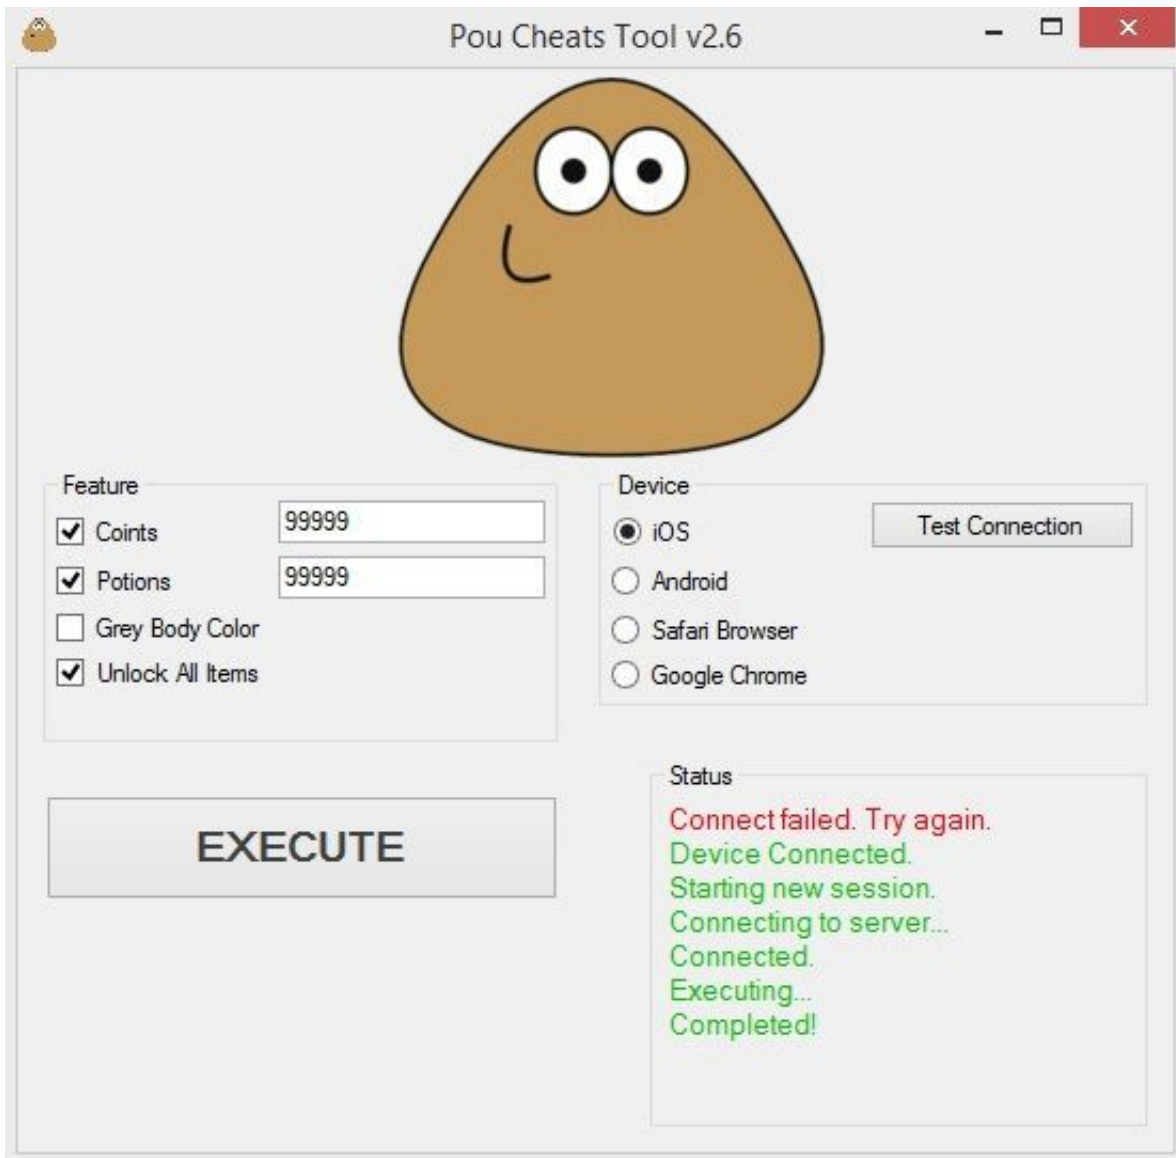 Pou Cheats Tool v2.6
Feature
Coints 99999
Potions 99999
Grey Body Color
Unlock All Items
Device
iOS
Test Connection
Android
Safari Browser
Google Chrome
EXECUTE
Status
Connect failed. Try again.
Device Connected.
Starting new session.
Connecting to server...
Connected.
Executing...
Completed!